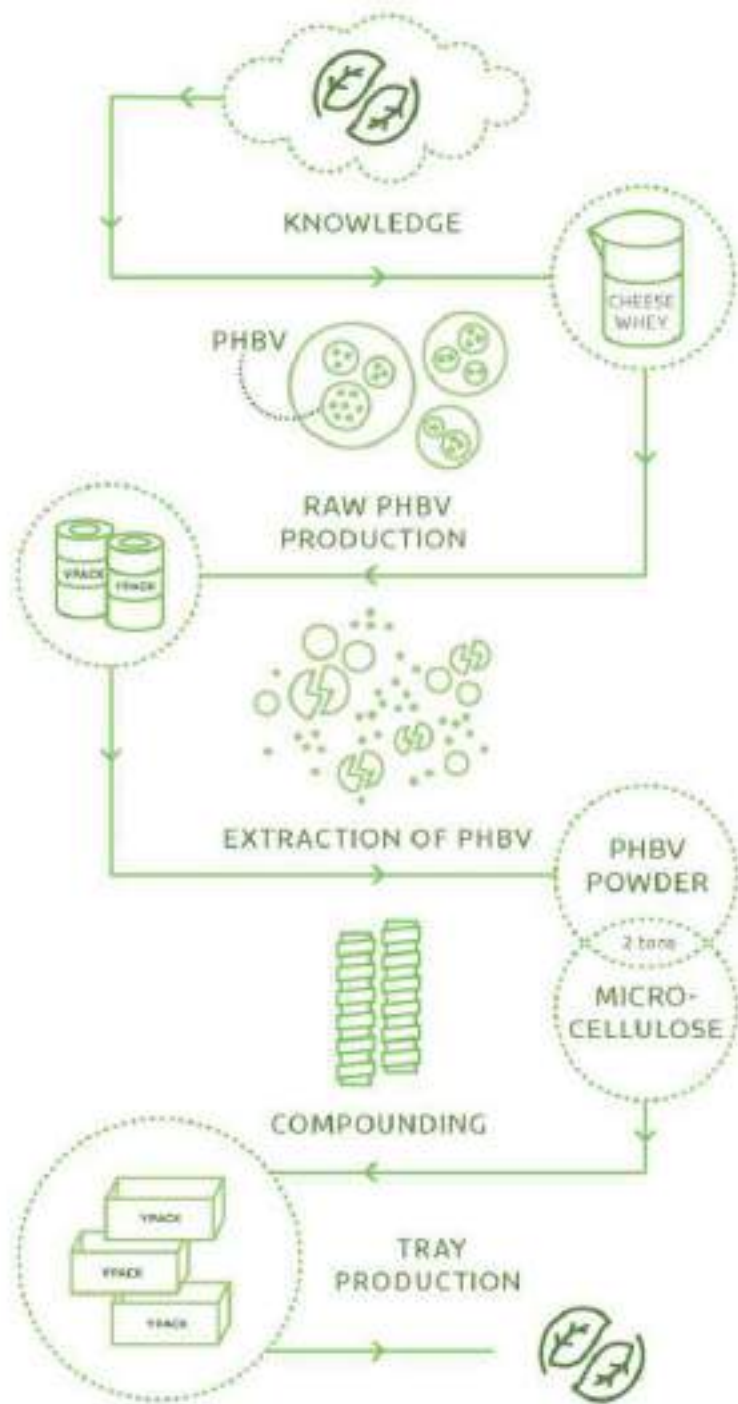 KNOWLEDGE
CHEESE
WHEY
PHBV
RAW PHBV
PRODUCTION
YPACK
YPACK
EXTRACTION OF PHBV
PHBV
POWDER
2 tons
MICRO-
CELLULOSE
COMPOUNDING
YPACK
YPACK
YPACK
TRAY
PRODUCTION